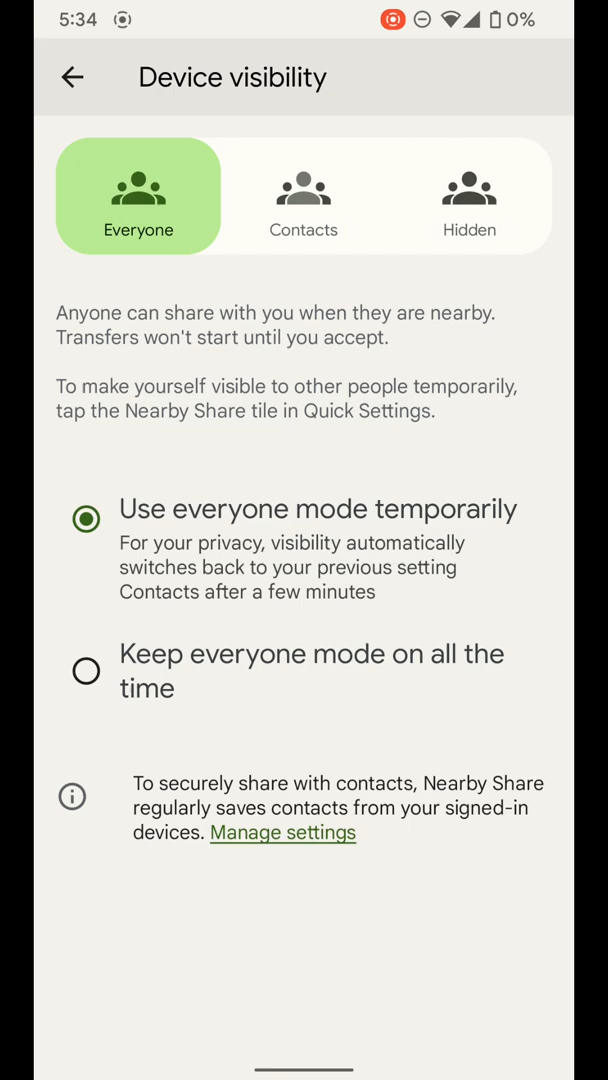 5:34
0%
Device visibility
Everyone
Contacts
Hidden
Anyone can share with you when they are nearby.
Transfers won't start until you accept.
To make yourself visible to other people temporarily,
tap the Nearby Share tile in Quick Settings.
Use everyone mode temporarily
For your privacy, visibility automatically
switches back to your previous setting
Contacts after a few minutes
Keep everyone mode on all the
time
To securely share with contacts, Nearby Share
regularly saves contacts from your signed-in
devices. Manage settings